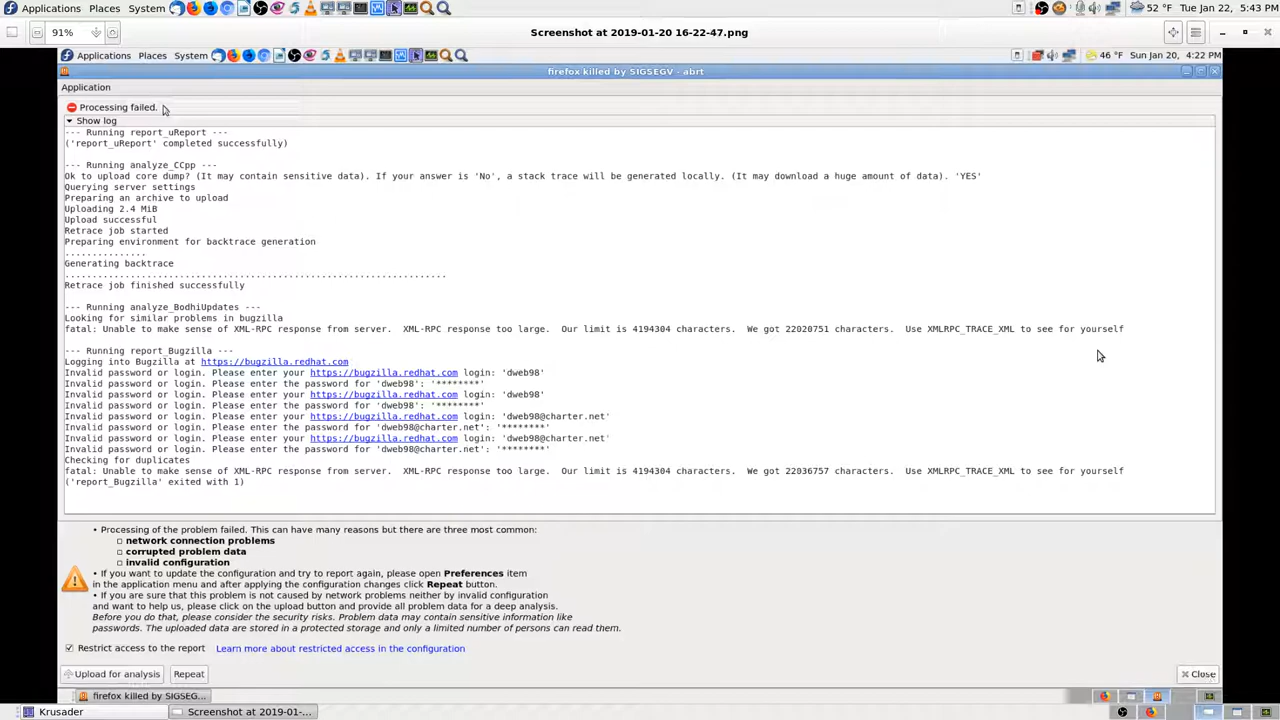 Applications Places System 52 °F Tue Jan 22, 5:43 PM
91% Screenshot at 2019-01-20 16-22-47.png
Applications Places System 46 °F Sun Jan 20, 4:22 PM
firefox killed by SIGSEGV - abrt
Application
Processing failed.
Show log
--- Running report_uReport ---
('report_uReport' completed successfully)
--- Running analyze_CCpp ---
Ok to upload core dump? (It may contain sensitive data). If your answer is 'No', a stack trace will be generated locally. (It may download a huge amount of data). 'YES'
Querying server settings
Preparing an archive to upload
Uploading 2.4 MiB
Upload successful
Retrace job started
Preparing environment for backtrace generation
...............
Generating backtrace
.........................................................................
Retrace job finished successfully
--- Running analyze_BodhiUpdates ---
Looking for similar problems in bugzilla
fatal: Unable to make sense of XML-RPC response from server.  XML-RPC response too large.  Our limit is 4194304 characters.  We got 22020751 characters.  Use XMLRPC_TRACE_XML to see for yourself
--- Running report_Bugzilla ---
Logging into Bugzilla at https://bugzilla.redhat.com
Invalid password or login. Please enter your https://bugzilla.redhat.com login: 'dweb98'
Invalid password or login. Please enter the password for 'dweb98': '********'
Invalid password or login. Please enter your https://bugzilla.redhat.com login: 'dweb98'
Invalid password or login. Please enter the password for 'dweb98': '********'
Invalid password or login. Please enter your https://bugzilla.redhat.com login: 'dweb98@charter.net'
Invalid password or login. Please enter the password for 'dweb98@charter.net': '********'
Invalid password or login. Please enter your https://bugzilla.redhat.com login: 'dweb98@charter.net'
Invalid password or login. Please enter the password for 'dweb98@charter.net': '********'
Checking for duplicates
fatal: Unable to make sense of XML-RPC response from server.  XML-RPC response too large.  Our limit is 4194304 characters.  We got 22036757 characters.  Use XMLRPC_TRACE_XML to see for yourself
('report_Bugzilla' exited with 1)
• Processing of the problem failed. This can have many reasons but there are three most common:
▫ network connection problems
▫ corrupted problem data
▫ invalid configuration
• If you want to update the configuration and try to report again, please open Preferences item
in the application menu and after applying the configuration changes click Repeat button.
• If you are sure that this problem is not caused by network problems neither by invalid configuration
and want to help us, please click on the upload button and provide all problem data for a deep analysis.
Before you do that, please consider the security risks. Problem data may contain sensitive information like
passwords. The uploaded data are stored in a protected storage and only a limited number of persons can read them.
Restrict access to the report Learn more about restricted access in the configuration
Upload for analysis Repeat Close
firefox killed by SIGSEG...
Krusader Screenshot at 2019-01-...